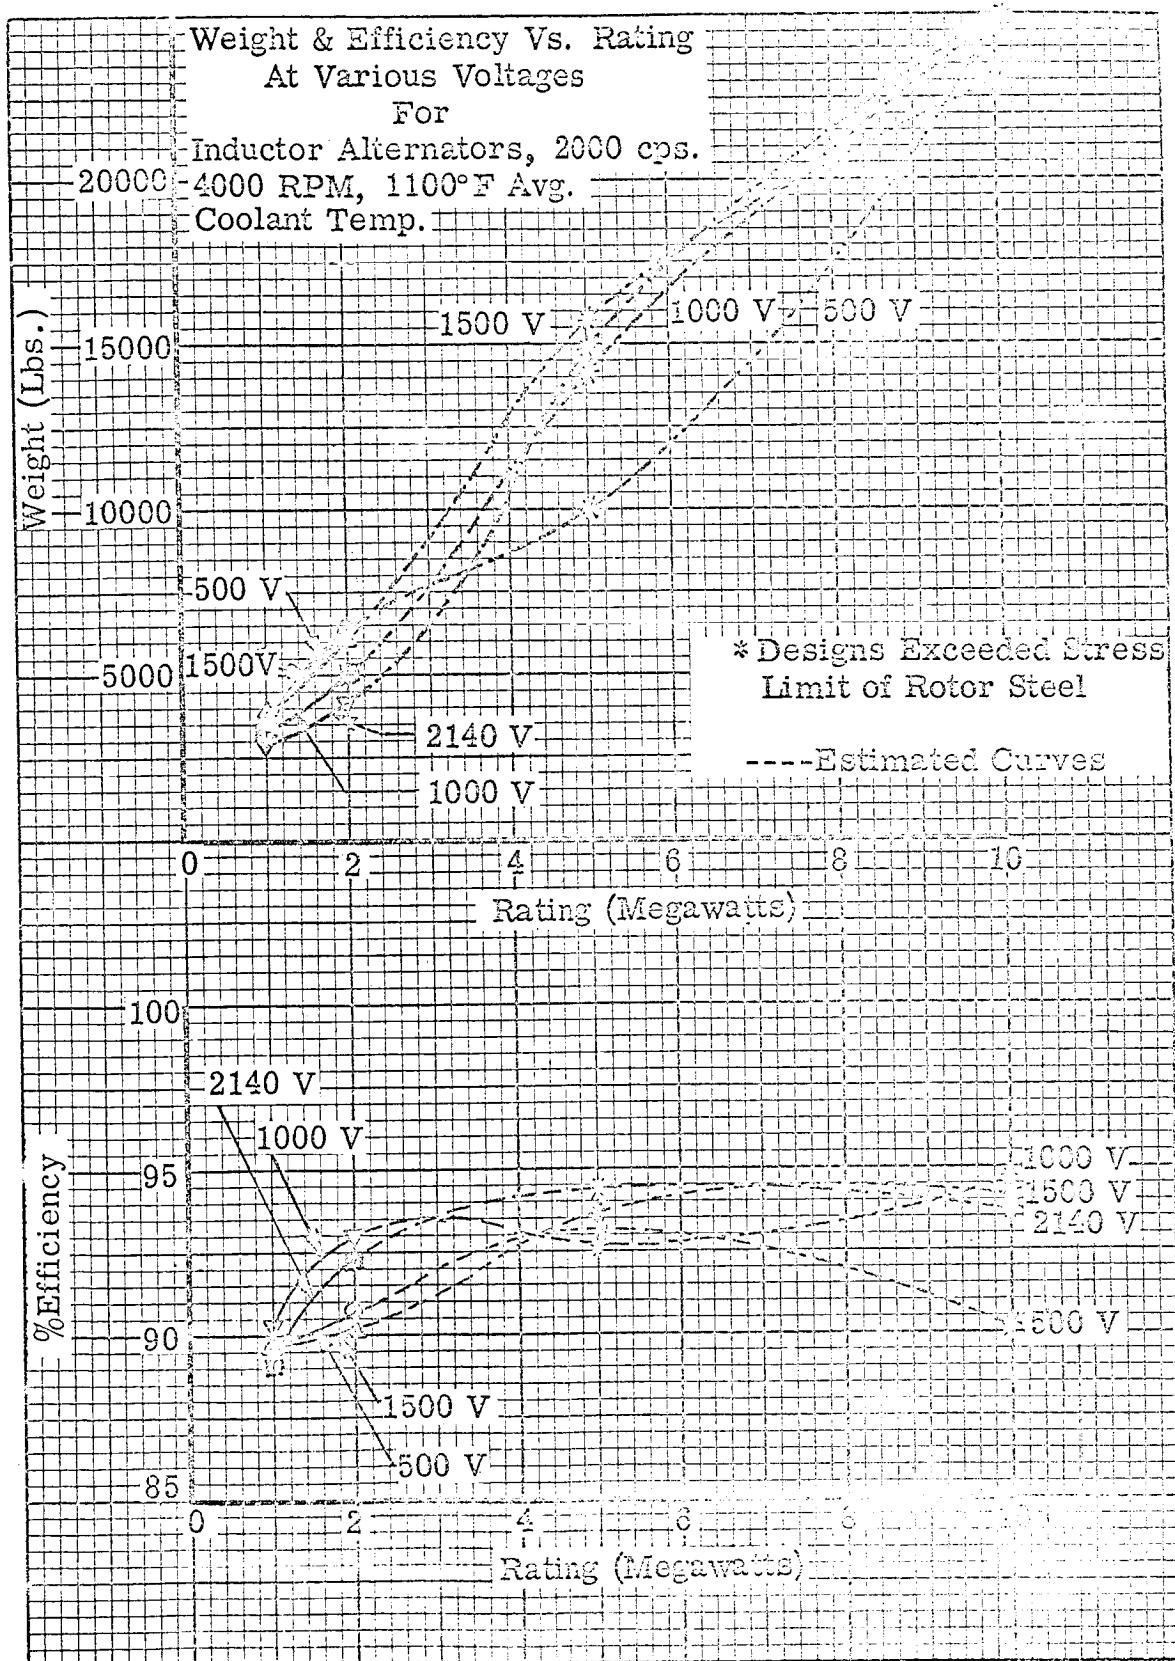 Weight & Efficiency Vs. Rating
At Various Voltages
For
Inductor Alternators, 2000 cps.
4000 RPM, 1100°F Avg.
Coolant Temp.
20000
15000
10000
5000
Weight (Lbs.)
1500 V
1000 V
500 V
500 V
1500V
2140 V
1000 V
* Designs Exceeded Stress
Limit of Rotor Steel
----Estimated Curves
0 2 4 6 8 10
Rating (Megawatts)
100
95
90
85
%Efficiency
2140 V
1000 V
1000 V
1500 V
2140 V
500 V
1500 V
500 V
0 2 4 6 8
Rating (Megawatts)